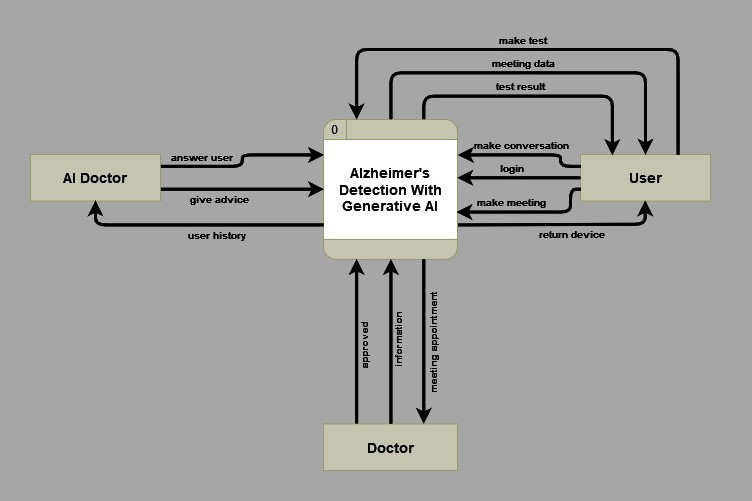 make test
meeting data
test result
0
Alzheimer's
Detection With
Generative AI
AI Doctor
answer user
give advice
user history
make conversation
login
make meeting
return device
User
approved
information
meeting appointment
Doctor